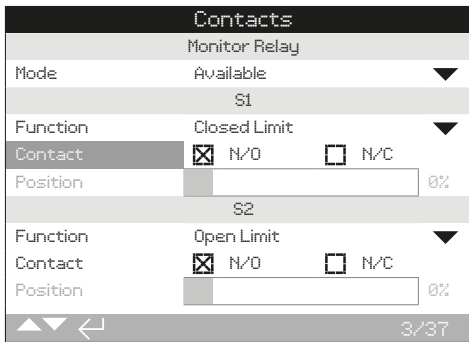 Contacts
Monitor Relay
Mode Available
S1
Function Closed Limit
Contact N/O N/C
Position 0%
S2
Function Open Limit
Contact N/O N/C
Position 0%
3/37